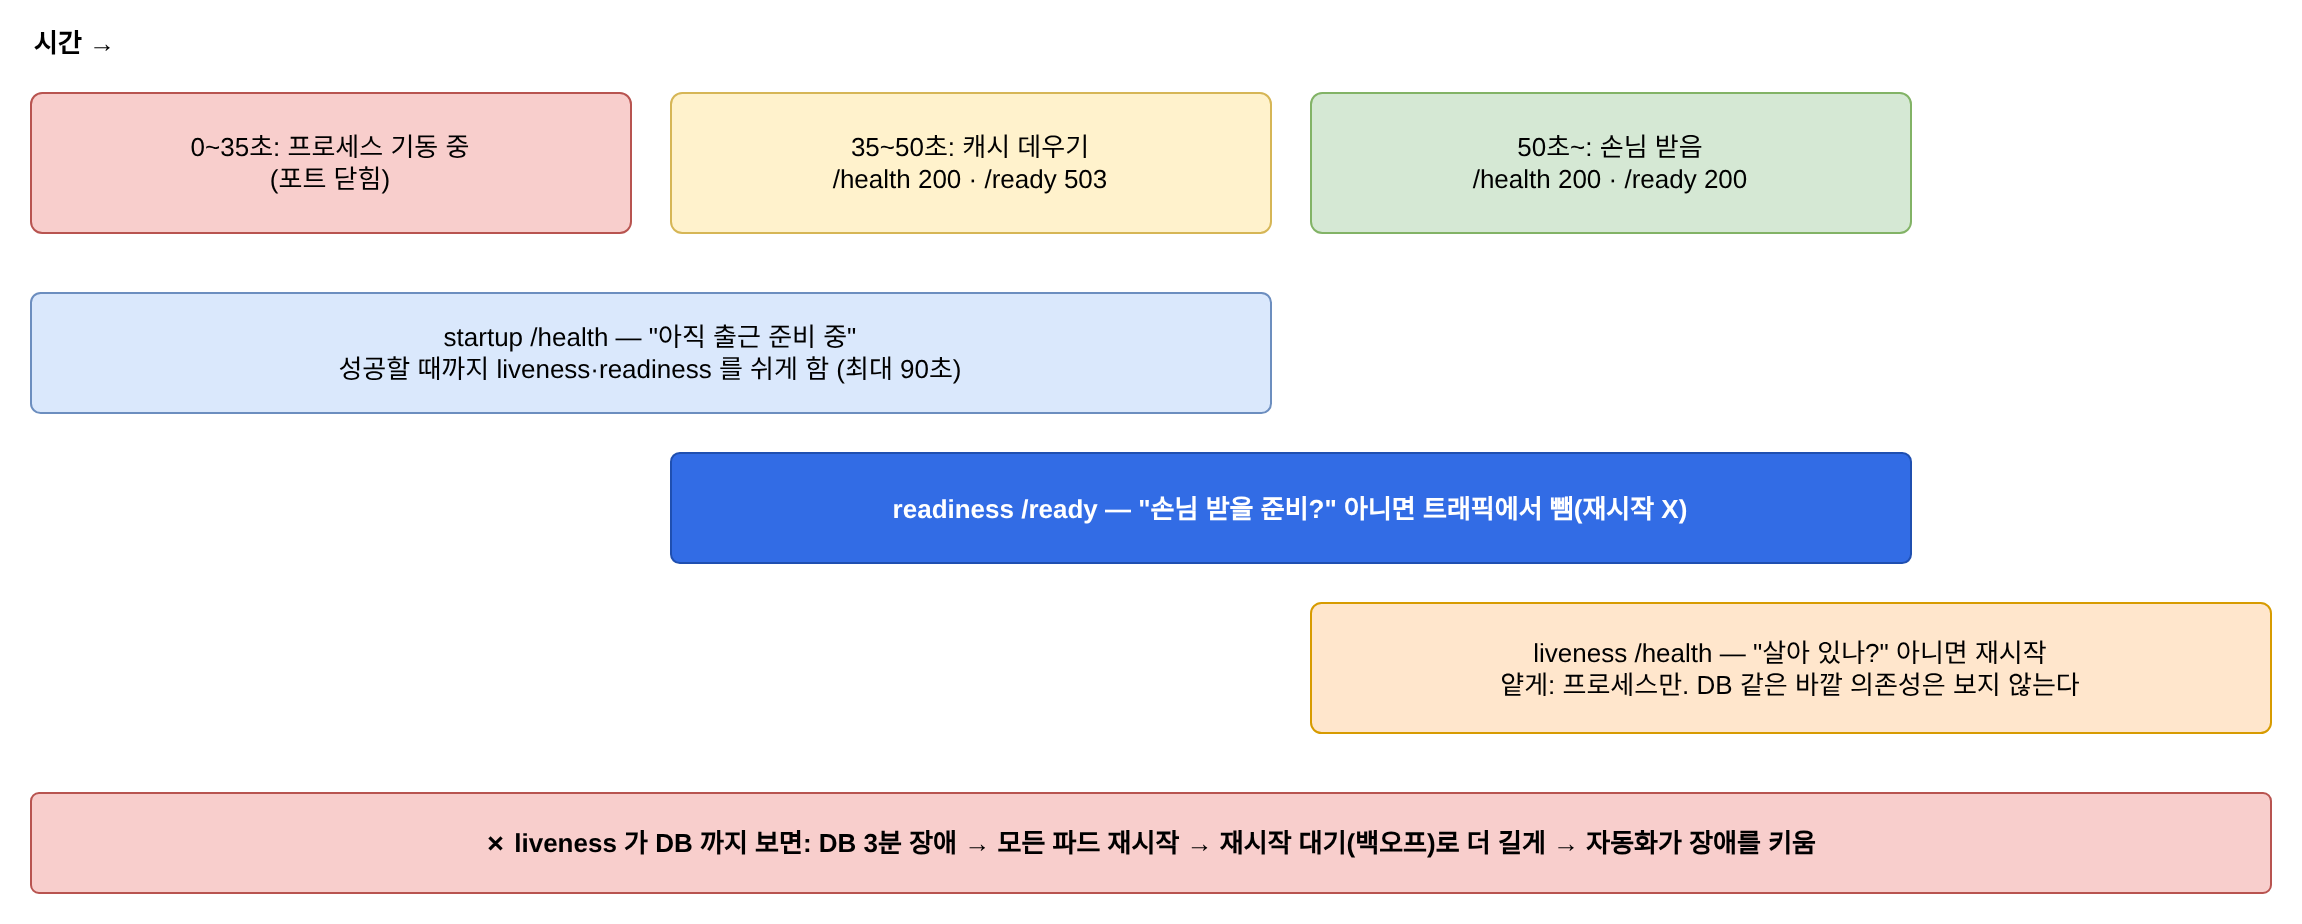 시간 →
0~35초: 프로세스 기동 중
(포트 닫힘)
35~50초: 캐시 데우기
/health 200 · /ready 503
50초~: 손님 받음
/health 200 · /ready 200
startup /health — "아직 출근 준비 중"
성공할 때까지 liveness·readiness 를 쉬게 함 (최대 90초)
readiness /ready — "손님 받을 준비?" 아니면 트래픽에서 뺌(재시작 X)
liveness /health — "살아 있나?" 아니면 재시작
얕게: 프로세스만. DB 같은 바깥 의존성은 보지 않는다
× liveness 가 DB 까지 보면: DB 3분 장애 → 모든 파드 재시작 → 재시작 대기(백오프)로 더 길게 → 자동화가 장애를 키움